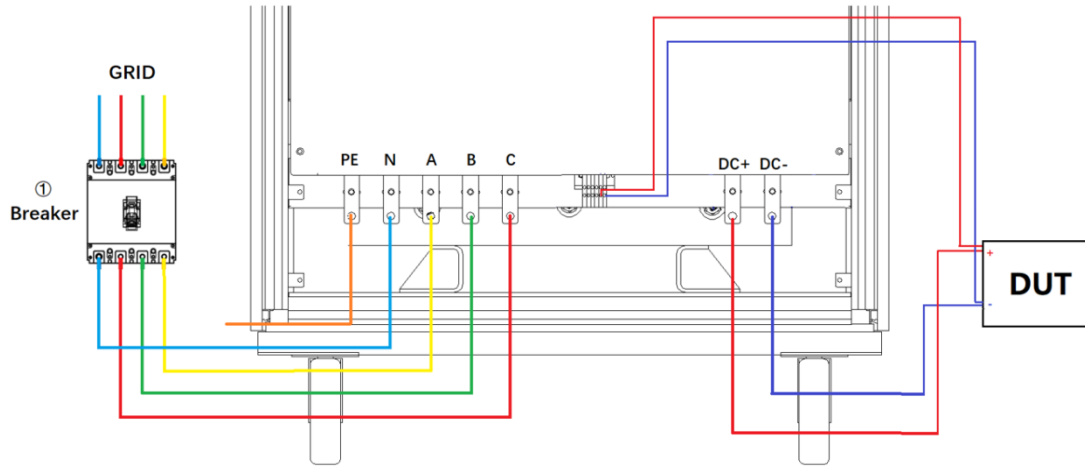 GRID
①
Breaker
PE N A B C
DC+ DC-
+
DUT
-